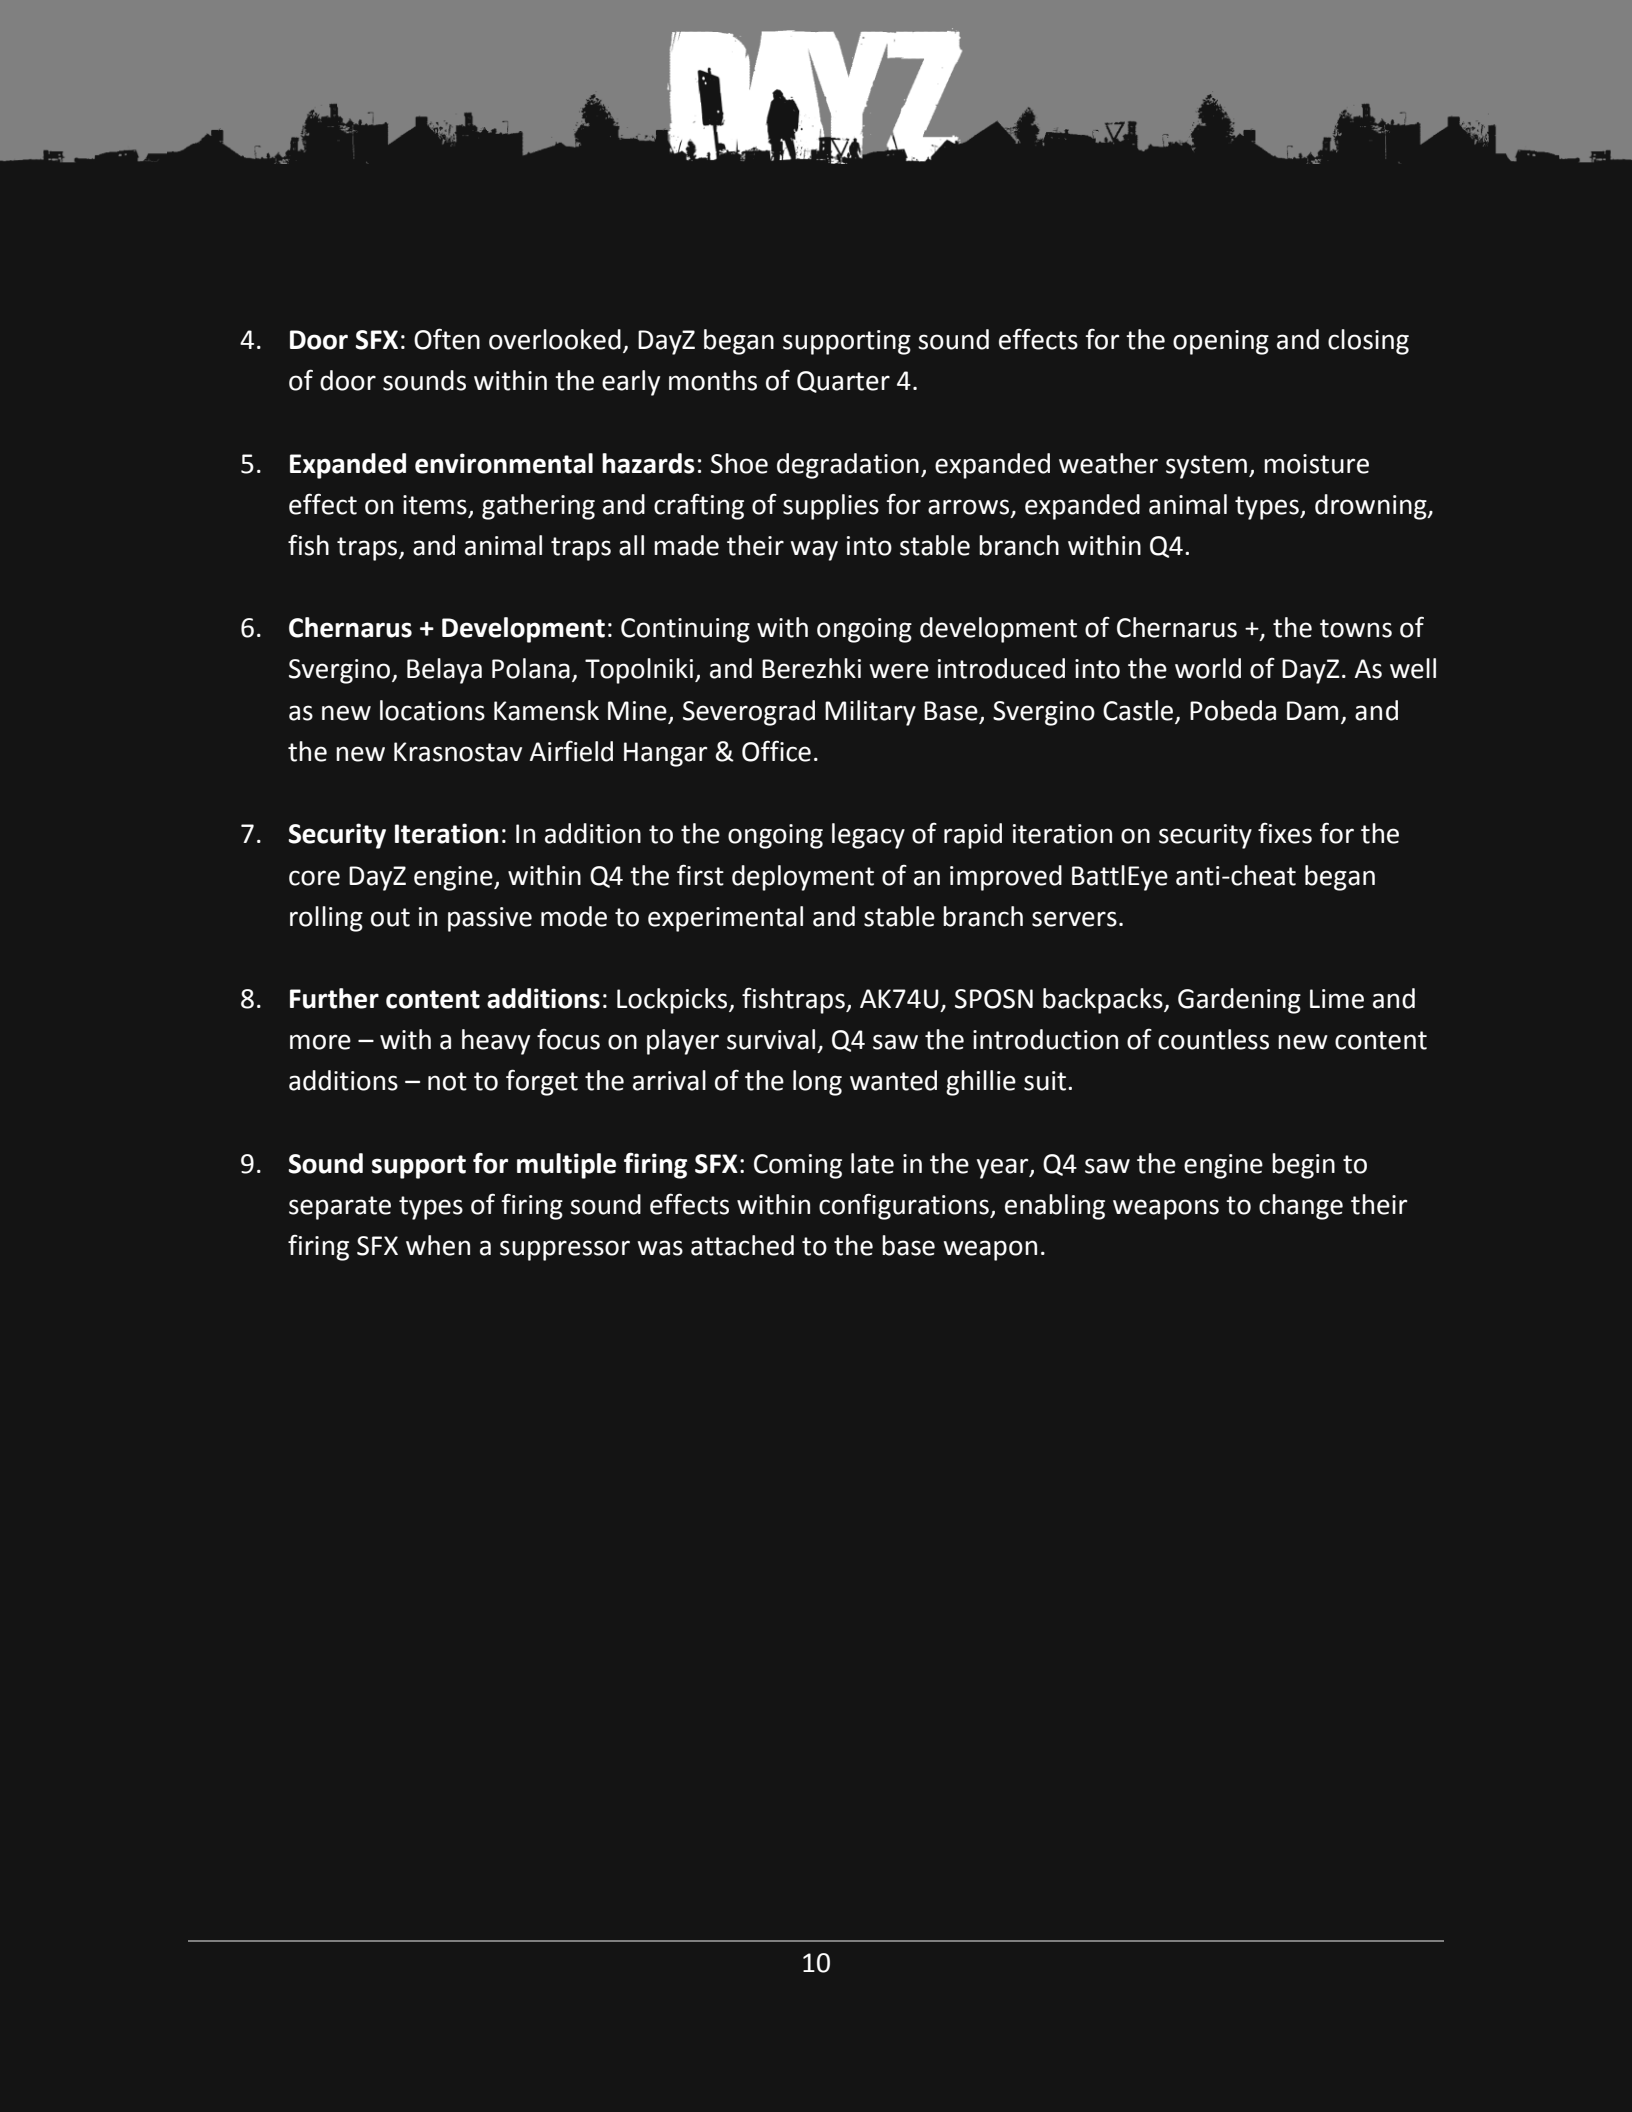 DAYZ
4. Door SFX: Often overlooked, DayZ began supporting sound effects for the opening and closing
of door sounds within the early months of Quarter 4.
5. Expanded environmental hazards: Shoe degradation, expanded weather system, moisture
effect on items, gathering and crafting of supplies for arrows, expanded animal types, drowning,
fish traps, and animal traps all made their way into stable branch within Q4.
6. Chernarus + Development: Continuing with ongoing development of Chernarus +, the towns of
Svergino, Belaya Polana, Topolniki, and Berezhki were introduced into the world of DayZ. As well
as new locations Kamensk Mine, Severograd Military Base, Svergino Castle, Pobeda Dam, and
the new Krasnostav Airfield Hangar & Office.
7. Security Iteration: In addition to the ongoing legacy of rapid iteration on security fixes for the
core DayZ engine, within Q4 the first deployment of an improved BattlEye anti-cheat began
rolling out in passive mode to experimental and stable branch servers.
8. Further content additions: Lockpicks, fishtraps, AK74U, SPOSN backpacks, Gardening Lime and
more – with a heavy focus on player survival, Q4 saw the introduction of countless new content
additions – not to forget the arrival of the long wanted ghillie suit.
9. Sound support for multiple firing SFX: Coming late in the year, Q4 saw the engine begin to
separate types of firing sound effects within configurations, enabling weapons to change their
firing SFX when a suppressor was attached to the base weapon.
10